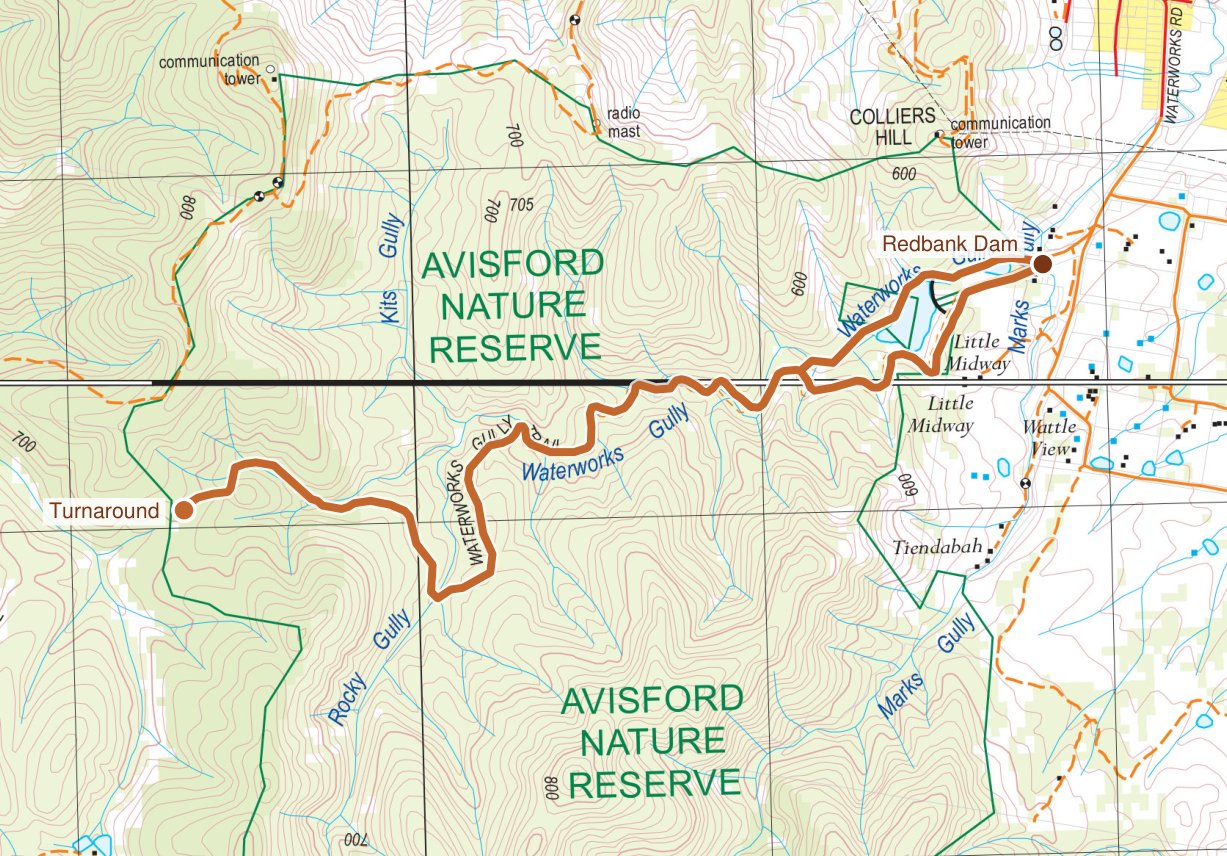 communication
tower
radio
mast
COLLIERS
HILL
communication
tower
WATERWORKS RD
700
600
800
700
705
Kits Gully
AVISFORD
NATURE
RESERVE
600
Redbank Dam
Waterworks
Marks
Little
Midway
Little
Midway
Wattle
View
700
GULLY
Waterworks Gully
WATERWORKS
600
Turnaround
Tiendabah
Rocky Gully
Marks Gully
AVISFORD
NATURE
RESERVE
800
700